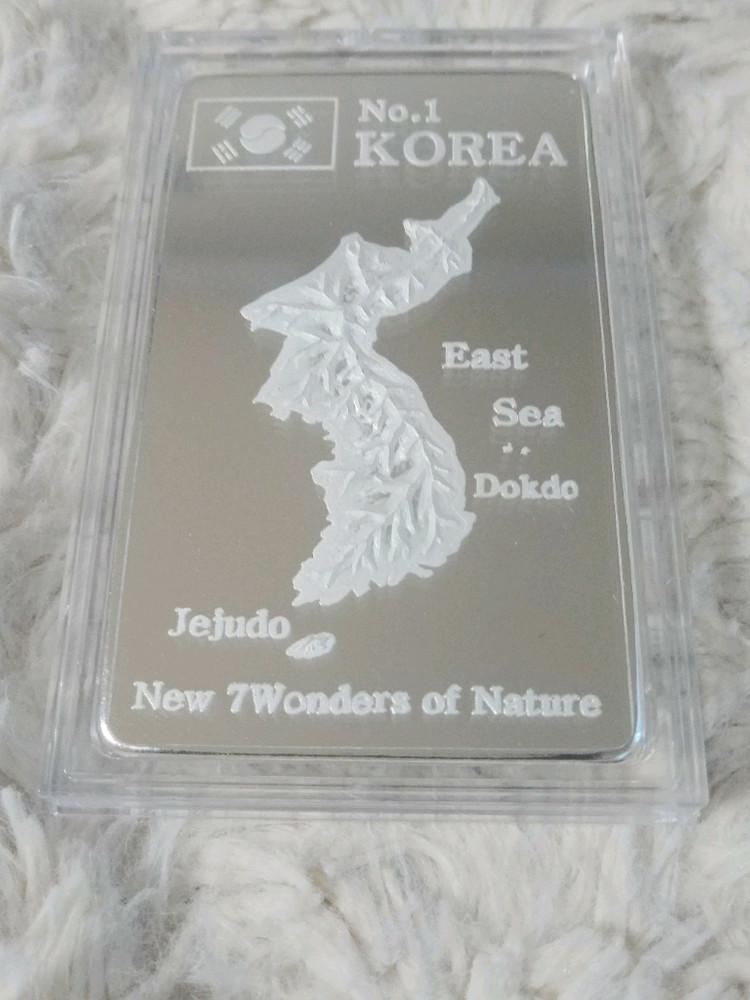 No.1
KOREA
East
Sea
Dokdo
Jejudo
New 7Wonders of Nature